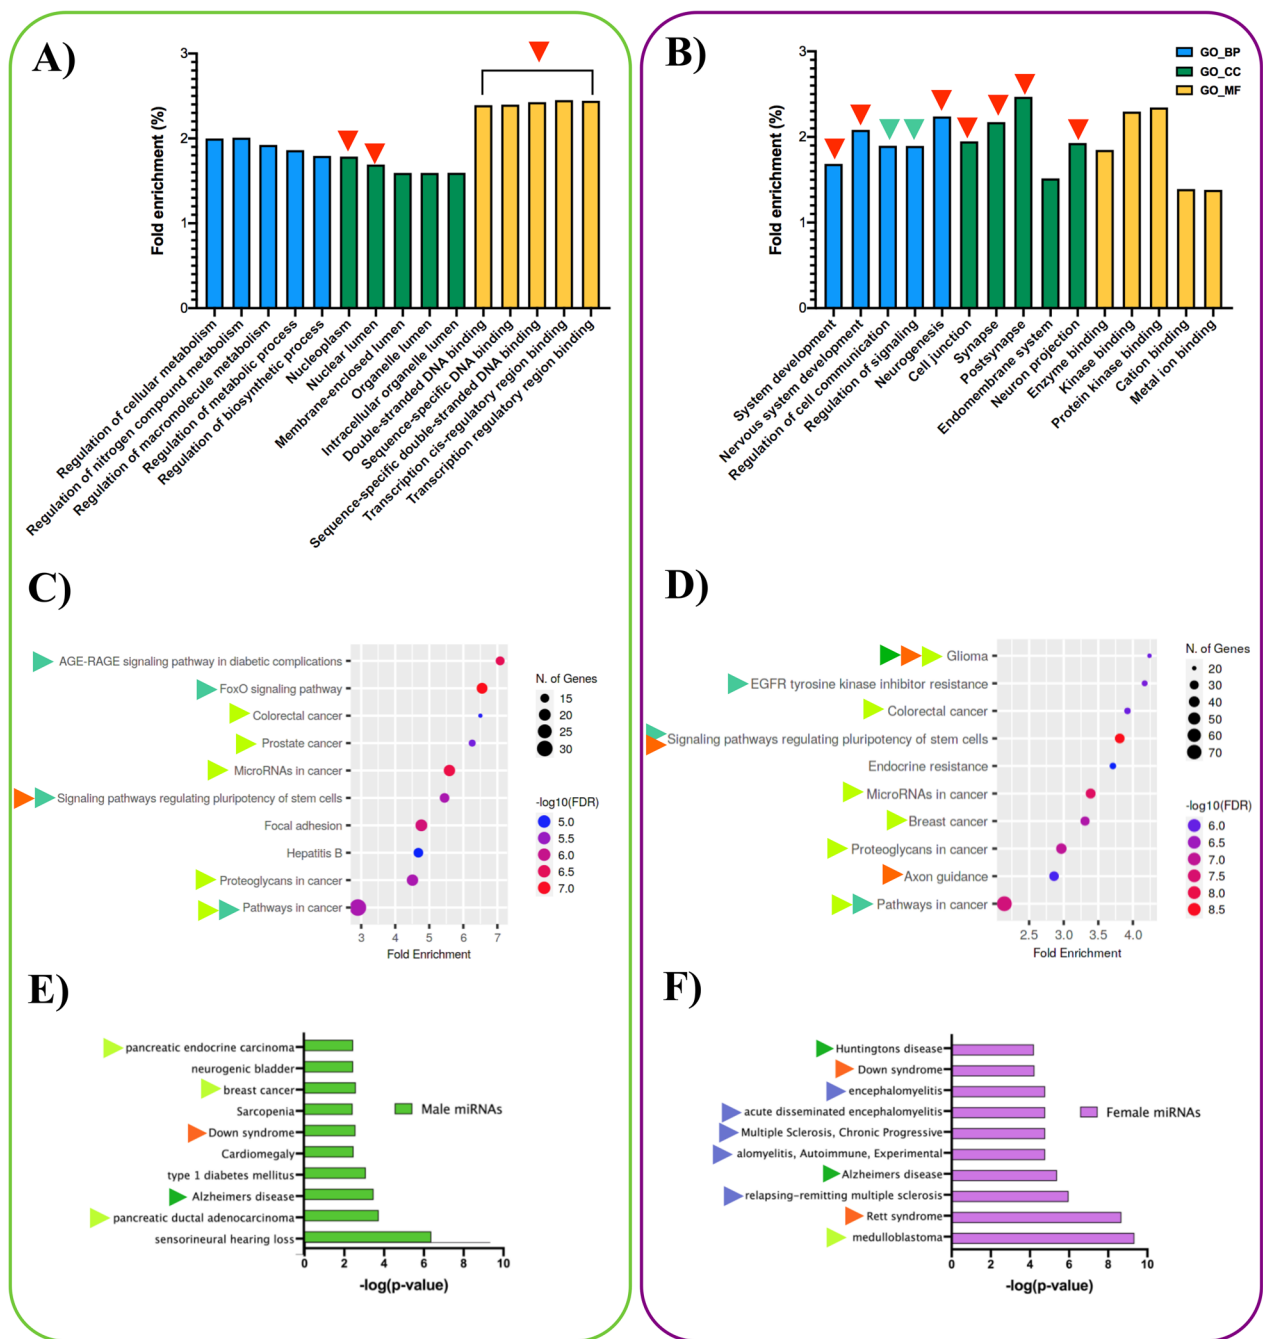 A)
3
2
1
0
Fold enrichment (%)
Regulation of cellular metabolism
Regulation of nitrogen compound metabolism
Regulation of macromolecule metabolism
Regulation of metabolic process
Regulation of biosynthetic process
Nucleoplasm
Nuclear lumen
Membrane-enclosed lumen
Organelle lumen
Intracellular organelle lumen
Double-stranded DNA binding
Sequence-specific DNA binding
Sequence-specific double-stranded DNA binding
Transcription cis-regulatory region binding
Transcription regulatory region binding
B)
GO_BP
GO_CC
GO_MF
3
2
1
0
Fold enrichment (%)
System development
Nervous system development
Regulation of cell communication
Regulation of signaling
Neurogenesis
Cell junction
Synapse
Postsynapse
Endomembrane system
Neuron projection
Enzyme binding
Kinase binding
Protein kinase binding
Cation binding
Metal ion binding
C)
AGE-RAGE signaling pathway in diabetic complications
FoxO signaling pathway
Colorectal cancer
Prostate cancer
MicroRNAs in cancer
Signaling pathways regulating pluripotency of stem cells
Focal adhesion
Hepatitis B
Proteoglycans in cancer
Pathways in cancer
3 4 5 6 7
Fold Enrichment
N. of Genes
15
20
25
30
-log10(FDR)
5.0
5.5
6.0
6.5
7.0
D)
Glioma
EGFR tyrosine kinase inhibitor resistance
Colorectal cancer
Signaling pathways regulating pluripotency of stem cells
Endocrine resistance
MicroRNAs in cancer
Breast cancer
Proteoglycans in cancer
Axon guidance
Pathways in cancer
2.5 3.0 3.5 4.0
Fold Enrichment
N. of Genes
20
30
40
50
60
70
-log10(FDR)
6.0
6.5
7.0
7.5
8.0
8.5
E)
pancreatic endocrine carcinoma
neurogenic bladder
breast cancer
Sarcopenia
Down syndrome
Cardiomegaly
type 1 diabetes mellitus
Alzheimers disease
pancreatic ductal adenocarcinoma
sensorineural hearing loss
Male miRNAs
0 2 4 6 8 10
-log(p-value)
F)
Huntingtons disease
Down syndrome
encephalomyelitis
acute disseminated encephalomyelitis
Multiple Sclerosis, Chronic Progressive
alomyelitis, Autoimmune, Experimental
Alzheimers disease
relapsing-remitting multiple sclerosis
Rett syndrome
medulloblastoma
Female miRNAs
0 2 4 6 8 10
-log(p-value)